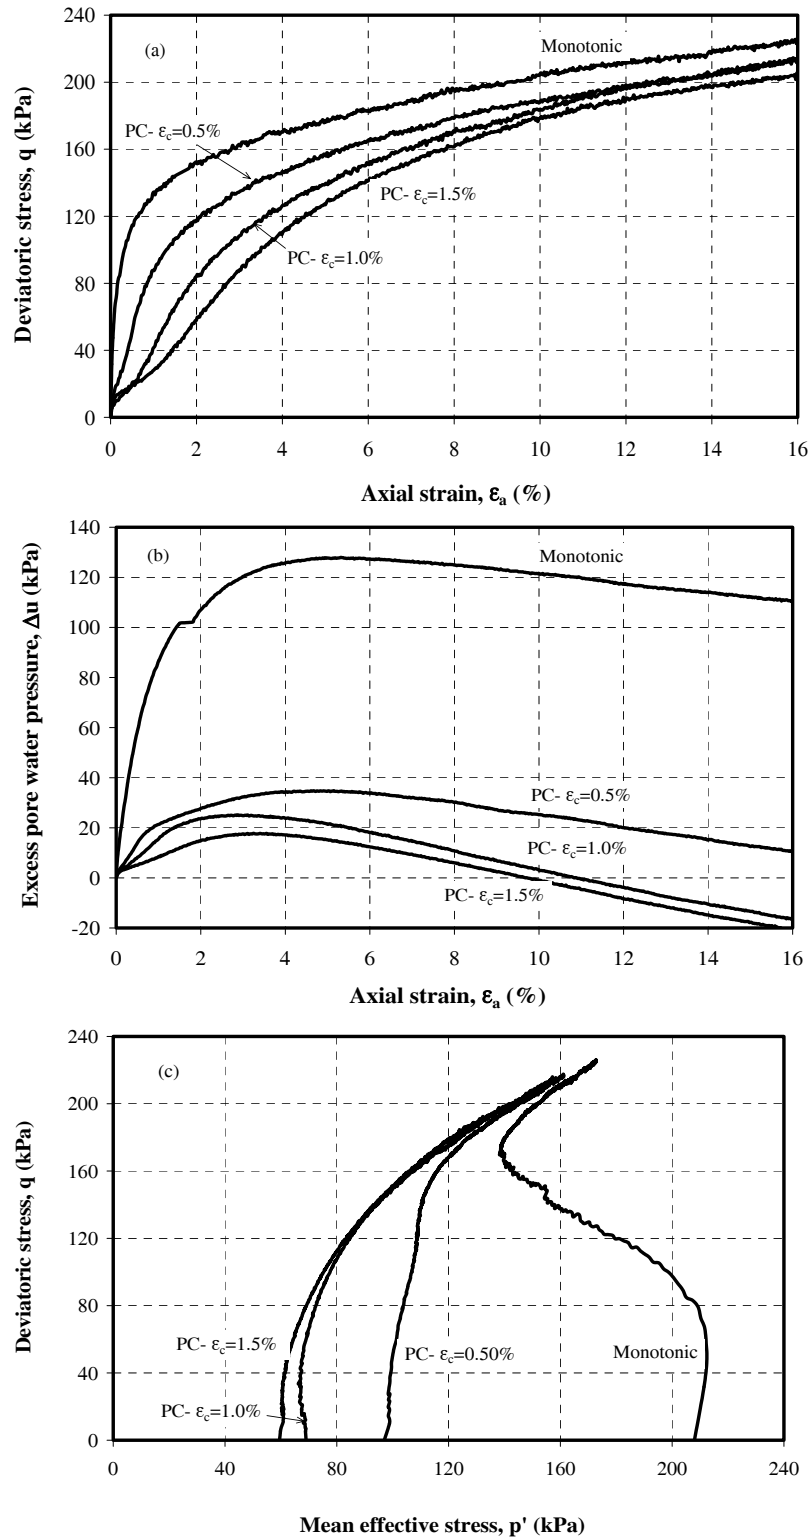 240
(a)
Monotonic
200
PC- εc=0.5%
160
PC- εc=1.5%
120
PC- εc=1.0%
80
40
0
0 2 4 6 8 10 12 14 16
Deviatoric stress, q (kPa)
Axial strain, εa (%)
140
(b)
Monotonic
120
100
80
60
40
PC- εc=0.5%
20
PC- εc=1.0%
0
PC- εc=1.5%
-20
0 2 4 6 8 10 12 14 16
Excess pore water pressure, Δu (kPa)
Axial strain, εa (%)
240
(c)
200
160
120
80
PC- εc=1.5%
PC- εc=0.50%
Monotonic
40
PC- εc=1.0%
0
0 40 80 120 160 200 240
Deviatoric stress, q (kPa)
Mean effective stress, p' (kPa)